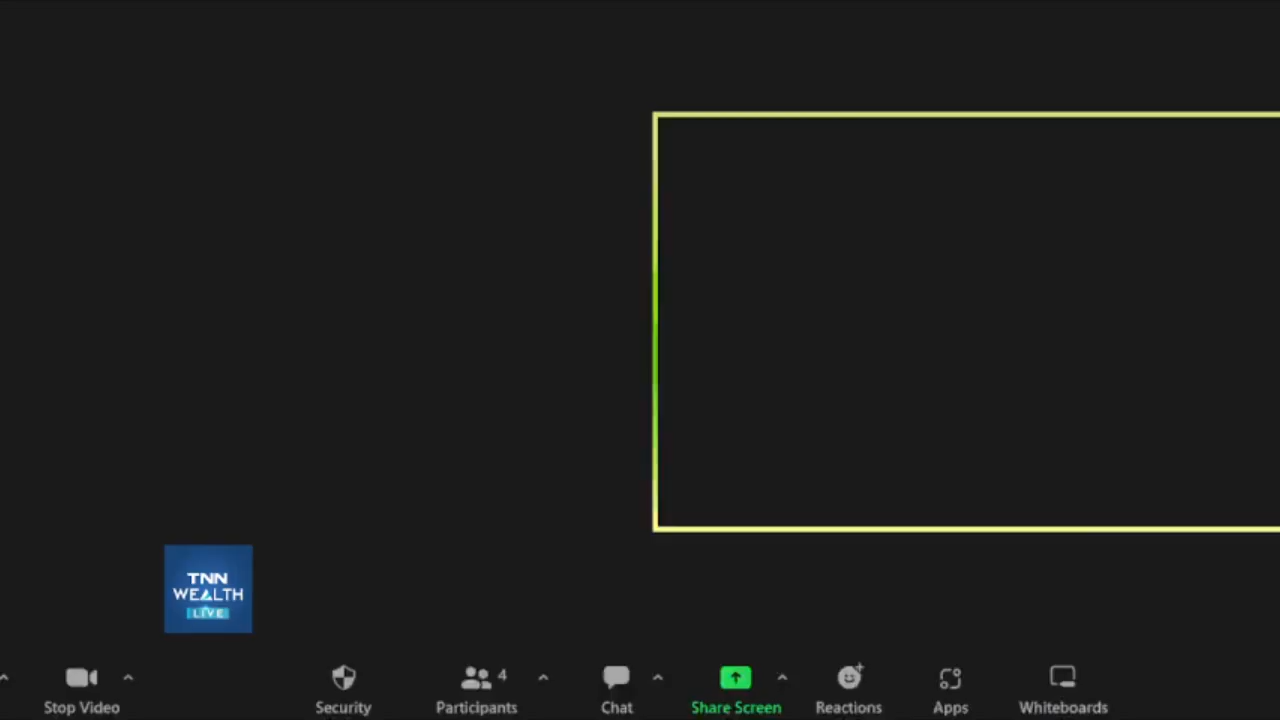 TNN
WEALTH
LIVE
4
Stop Video
Security
Participants
Chat
Share Screen
Reactions
Apps
Whiteboards